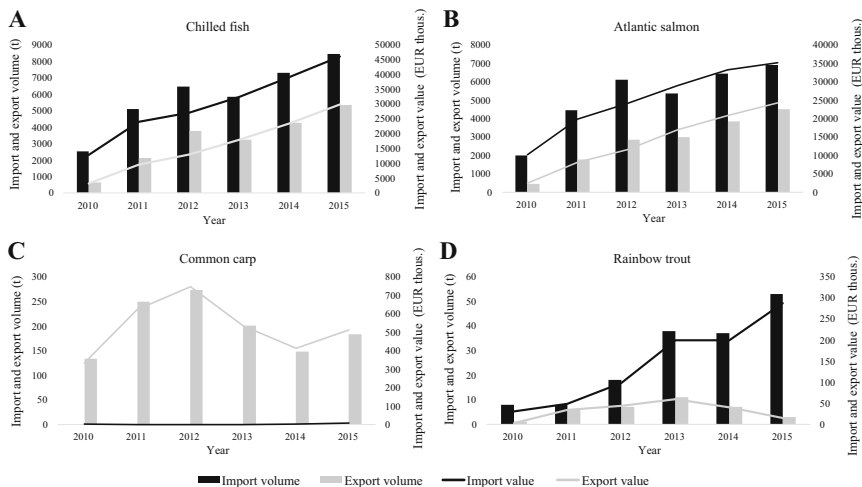 A
Chilled fish
Import and export volume (t)
9000
8000
7000
6000
5000
4000
3000
2000
1000
0
50000
45000
40000
35000
30000
25000
20000
15000
10000
5000
0
Import and export value (EUR thous.)
2010 2011 2012 2013 2014 2015
Year
B
Atlantic salmon
Import and export volume (t)
8000
7000
6000
5000
4000
3000
2000
1000
0
40000
35000
30000
25000
20000
15000
10000
5000
0
Import and export value (EUR thous.)
2010 2011 2012 2013 2014 2015
Year
C
Common carp
Import and export volume (t)
300
250
200
150
100
50
0
800
700
600
500
400
300
200
100
0
Import and export value (EUR thous.)
2010 2011 2012 2013 2014 2015
Year
D
Rainbow trout
Import and export volume (t)
60
50
40
30
20
10
0
350
300
250
200
150
100
50
0
Import and export value (EUR thous.)
2010 2011 2012 2013 2014 2015
Year
Import volume Export volume Import value Export value